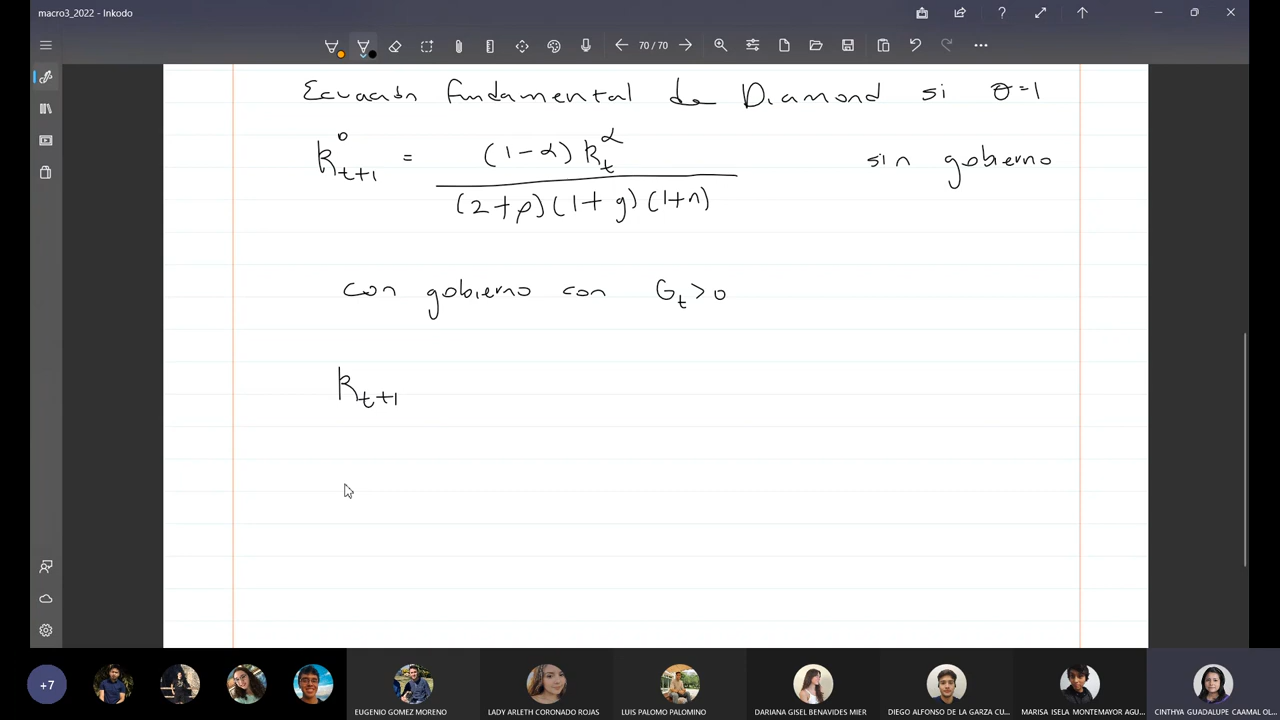 macro3_2022 - Inkodo
70 / 70
Ecuación fundamental de Diamond si θ=1
k⁰ₜ₊₁ = (1-α) kₜ^α / (2+ρ)(1+g)(1+n) sin gobierno
con gobierno con Gₜ>0
kₜ₊₁
+7
EUGENIO GOMEZ MORENO
LADY ARLETH CORONADO ROJAS
LUIS PALOMO PALOMINO
DARIANA GISEL BENAVIDES MIER
DIEGO ALFONSO DE LA GARZA CU...
MARISA ISELA MONTEMAYOR AGU...
CINTHYA GUADALUPE CAAMAL OL...